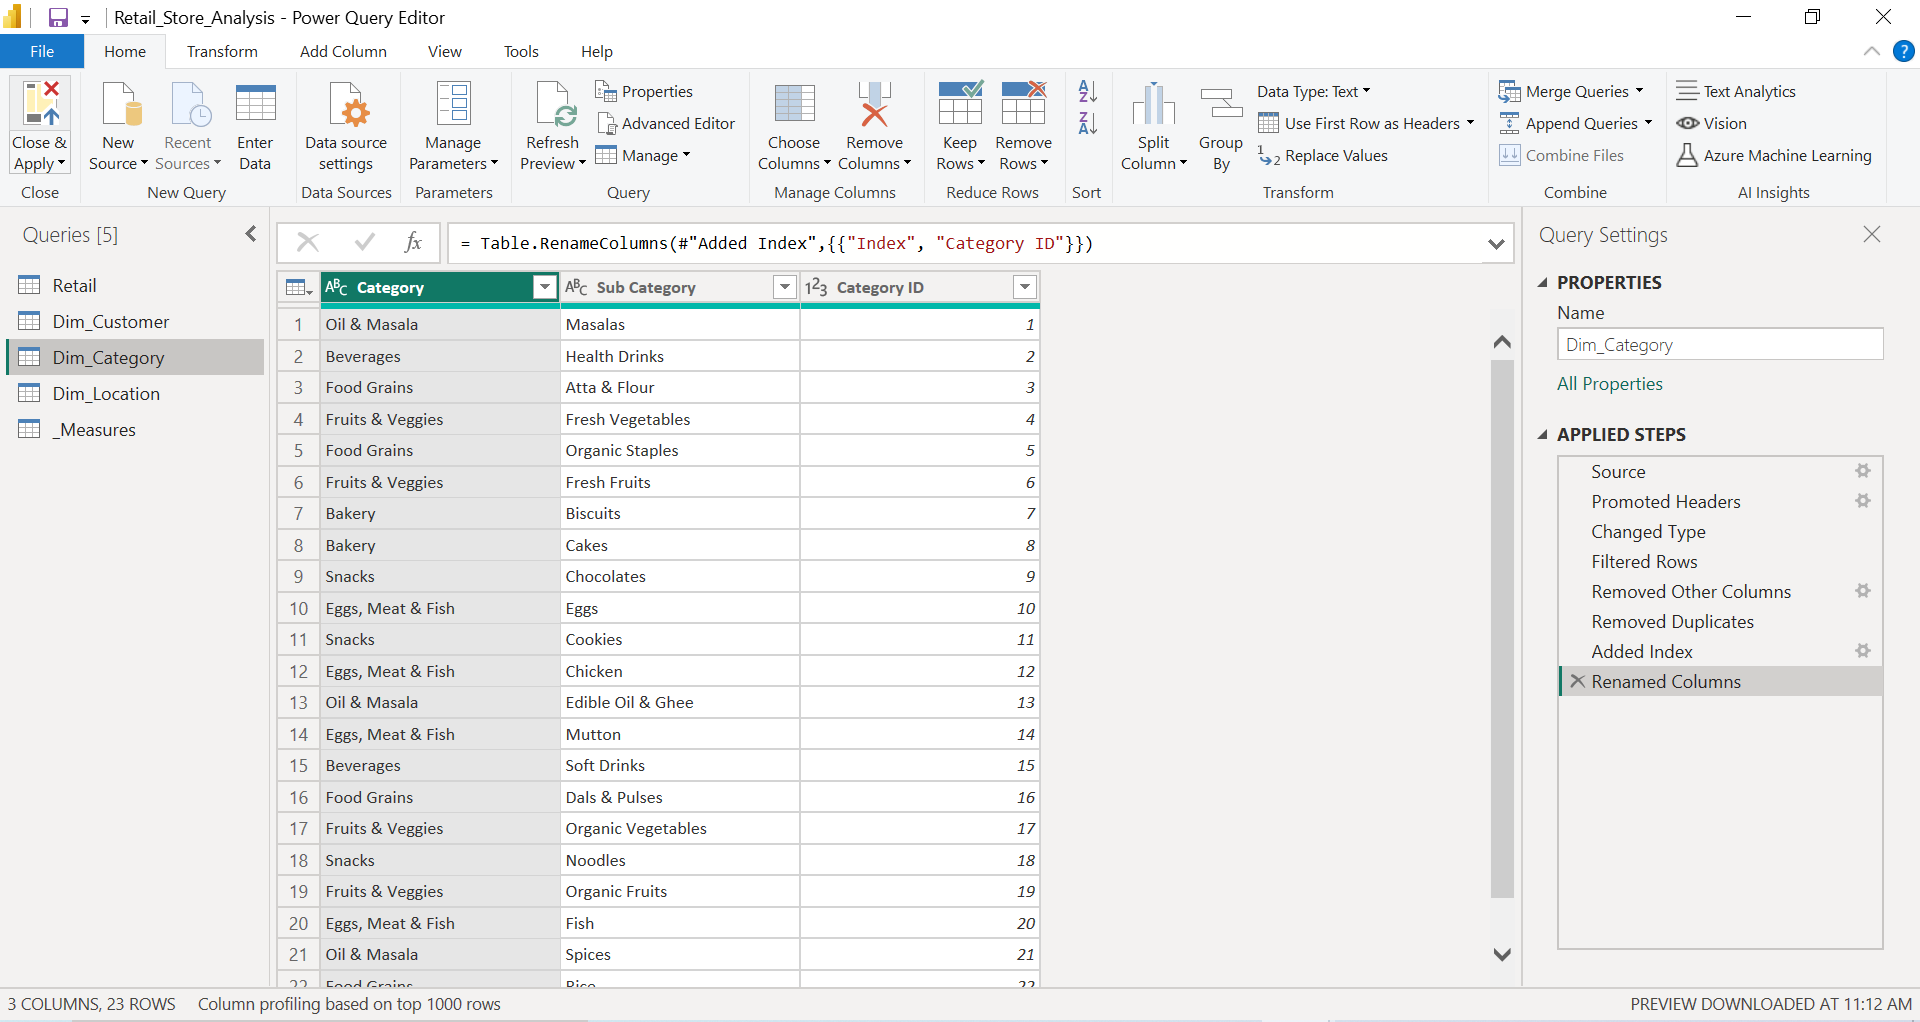 Retail_Store_Analysis - Power Query Editor
File Home Transform Add Column View Tools Help
Close & Apply
New Source
Recent Sources
Enter Data
Data source settings
Manage Parameters
Refresh Preview
Properties
Advanced Editor
Manage
Choose Columns
Remove Columns
Keep Rows
Remove Rows
Split Column
Group By
Data Type: Text
Use First Row as Headers
Replace Values
Merge Queries
Append Queries
Combine Files
Text Analytics
Vision
Azure Machine Learning
Close New Query Data Sources Parameters Query Manage Columns Reduce Rows Sort Transform Combine AI Insights
Queries [5]
Retail
Dim_Customer
Dim_Category
Dim_Location
_Measures
fx = Table.RenameColumns(#"Added Index",{{"Index", "Category ID"}})
ABC Category ABC Sub Category 123 Category ID
1 Oil & Masala Masalas 1
2 Beverages Health Drinks 2
3 Food Grains Atta & Flour 3
4 Fruits & Veggies Fresh Vegetables 4
5 Food Grains Organic Staples 5
6 Fruits & Veggies Fresh Fruits 6
7 Bakery Biscuits 7
8 Bakery Cakes 8
9 Snacks Chocolates 9
10 Eggs, Meat & Fish Eggs 10
11 Snacks Cookies 11
12 Eggs, Meat & Fish Chicken 12
13 Oil & Masala Edible Oil & Ghee 13
14 Eggs, Meat & Fish Mutton 14
15 Beverages Soft Drinks 15
16 Food Grains Dals & Pulses 16
17 Fruits & Veggies Organic Vegetables 17
18 Snacks Noodles 18
19 Fruits & Veggies Organic Fruits 19
20 Eggs, Meat & Fish Fish 20
21 Oil & Masala Spices 21
22 Food Grains Rice 22
Query Settings
PROPERTIES
Name
Dim_Category
All Properties
APPLIED STEPS
Source
Promoted Headers
Changed Type
Filtered Rows
Removed Other Columns
Removed Duplicates
Added Index
Renamed Columns
3 COLUMNS, 23 ROWS Column profiling based on top 1000 rows PREVIEW DOWNLOADED AT 11:12 AM